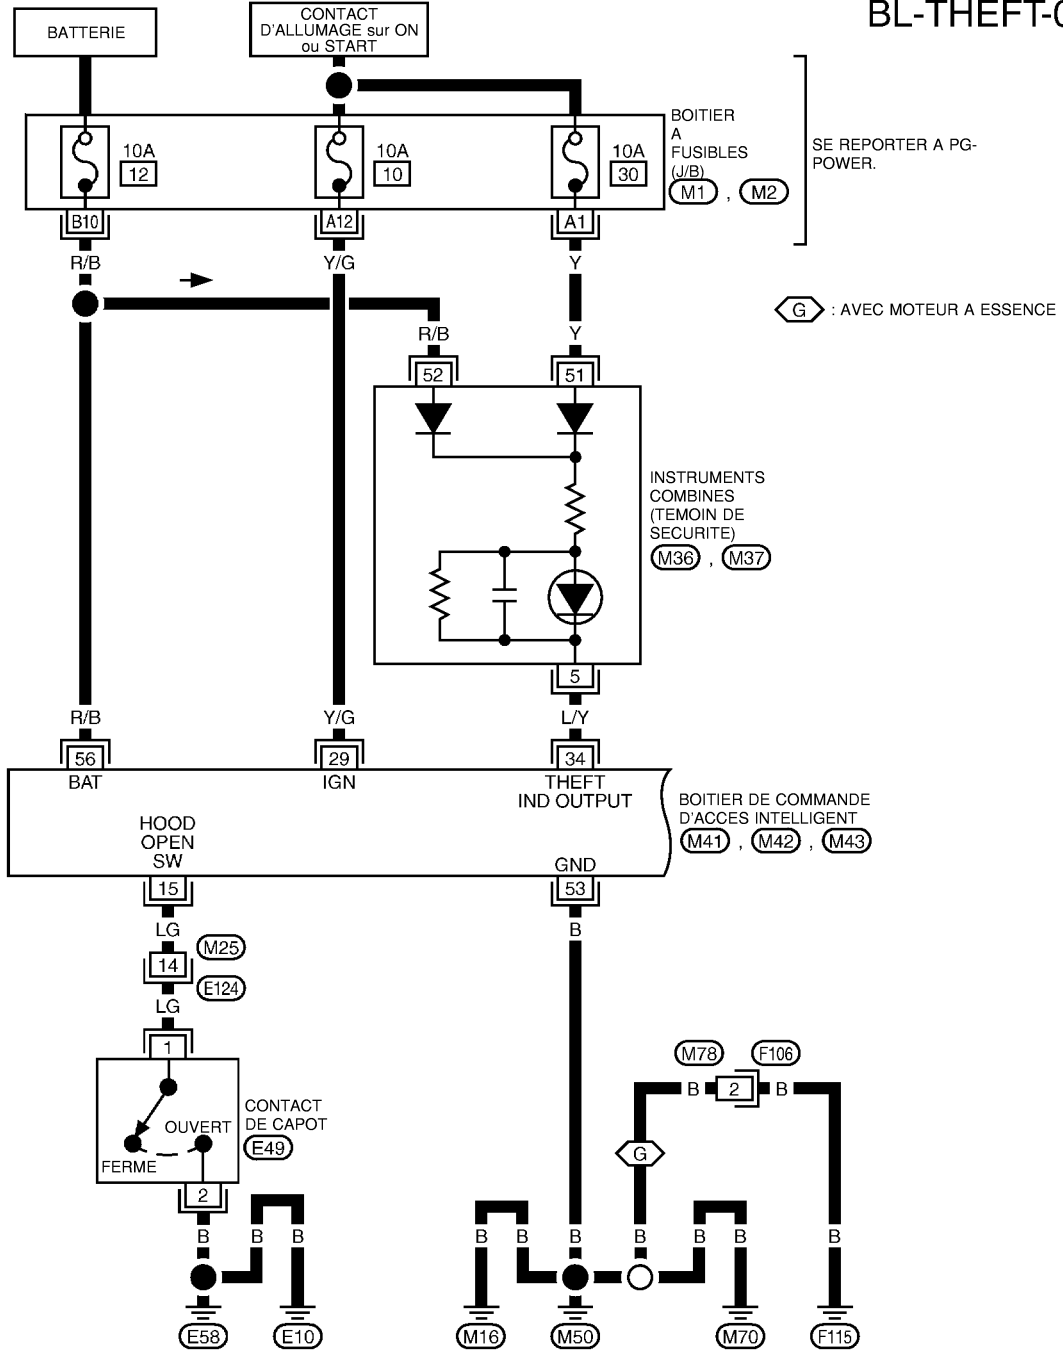 BL-THEFT-0
BATTERIE
CONTACT
D'ALLUMAGE sur ON
ou START
10A
12
10A
10
10A
30
BOITIER
A
FUSIBLES
(J/B)
M1 , M2
SE REPORTER A PG-
POWER.
B10
A12
A1
R/B
Y/G
Y
G : AVEC MOTEUR A ESSENCE
R/B
Y
52
51
INSTRUMENTS
COMBINES
(TEMOIN DE
SECURITE)
M36 , M37
5
R/B
Y/G
L/Y
56
29
34
BAT
IGN
THEFT
IND OUTPUT
BOITIER DE COMMANDE
D'ACCES INTELLIGENT
M41 , M42 , M43
HOOD
OPEN
SW
GND
15
53
LG
B
M25
14
E124
LG
1
M78
F106
B
2
B
CONTACT
DE CAPOT
E49
OUVERT
FERME
G
2
B
B
B
B
B
B
B
B
B
B
E58
E10
M16
M50
M70
F115